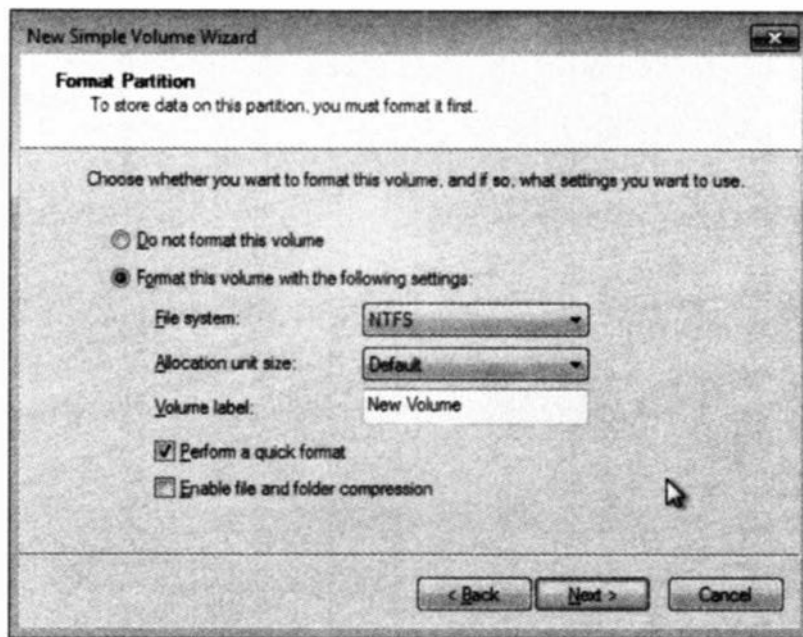 New Simple Volume Wizard
Format Partition
To store data on this partition, you must format it first.
Choose whether you want to format this volume, and if so, what settings you want to use.
Do not format this volume
Format this volume with the following settings:
File system: NTFS
Allocation unit size: Default
Volume label: New Volume
Perform a quick format
Enable file and folder compression
< Back Next > Cancel